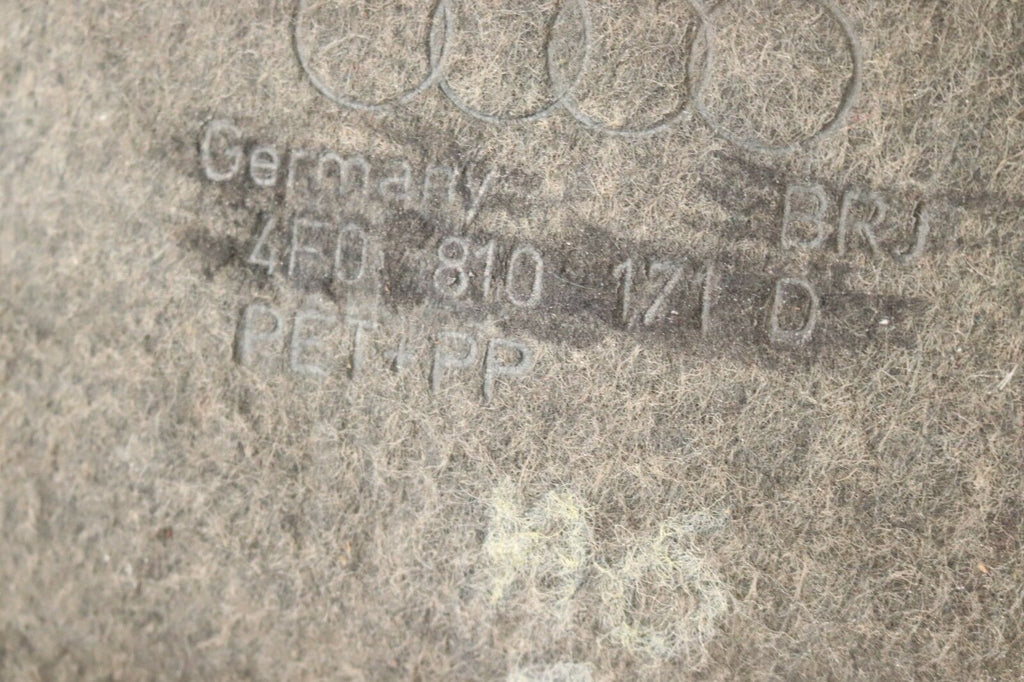 Germany
BRJ
4F0 810 171 D
PET+PP